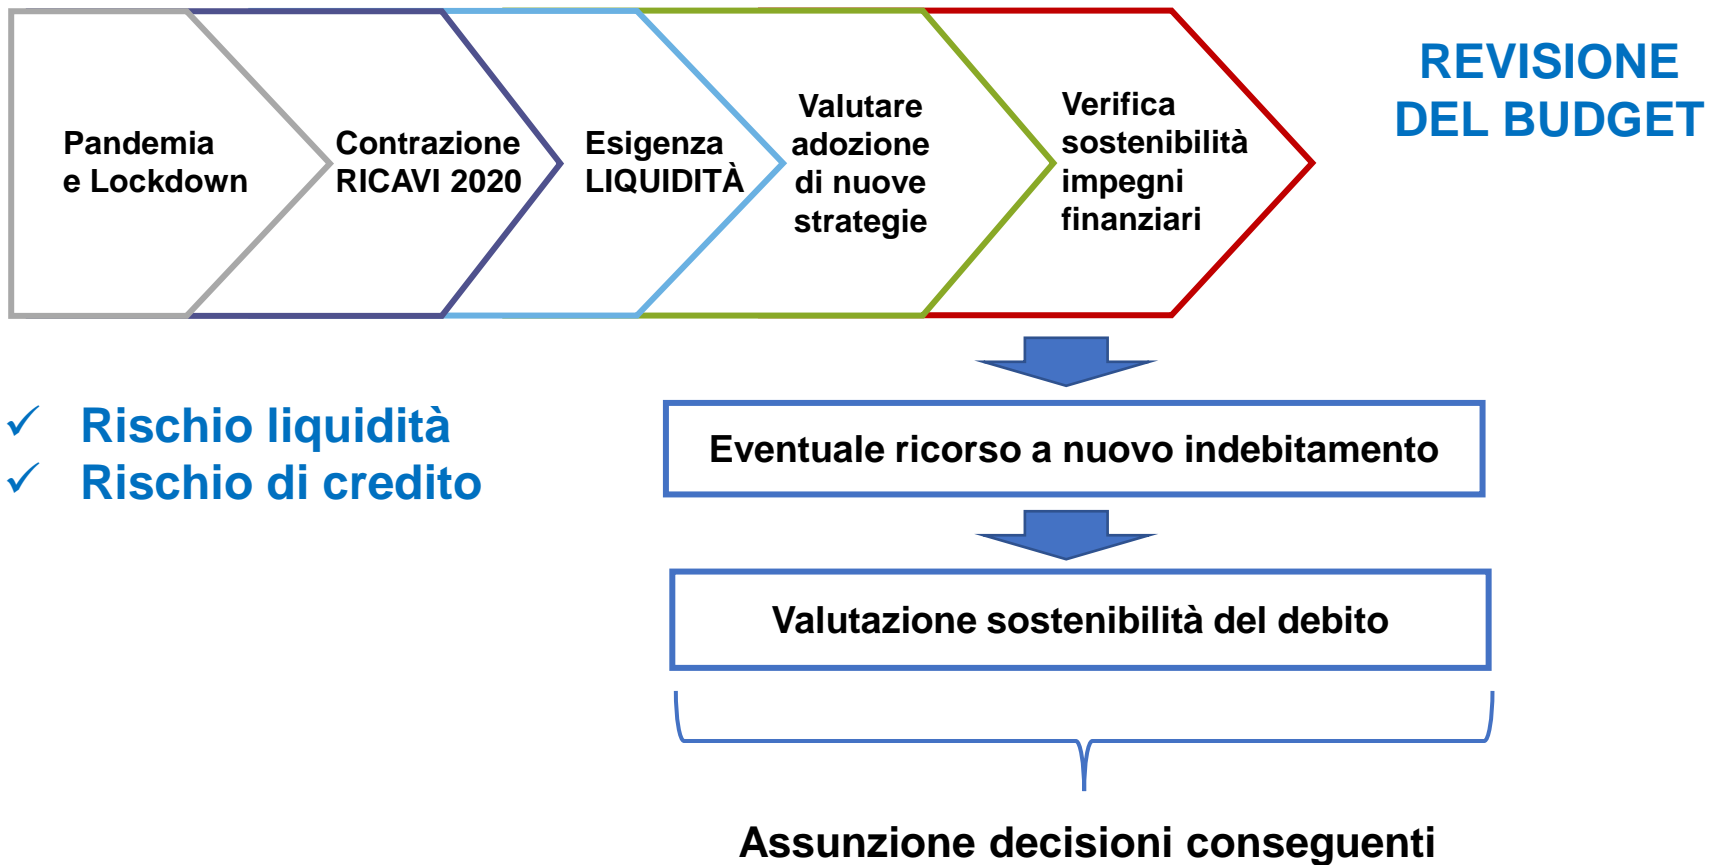 Pandemia
e Lockdown
Contrazione
RICAVI 2020
Esigenza
LIQUIDITÀ
Valutare
adozione
di nuove
strategie
Verifica
sostenibilità
impegni
finanziari
REVISIONE
DEL BUDGET
✓ Rischio liquidità
✓ Rischio di credito
Eventuale ricorso a nuovo indebitamento
Valutazione sostenibilità del debito
Assunzione decisioni conseguenti